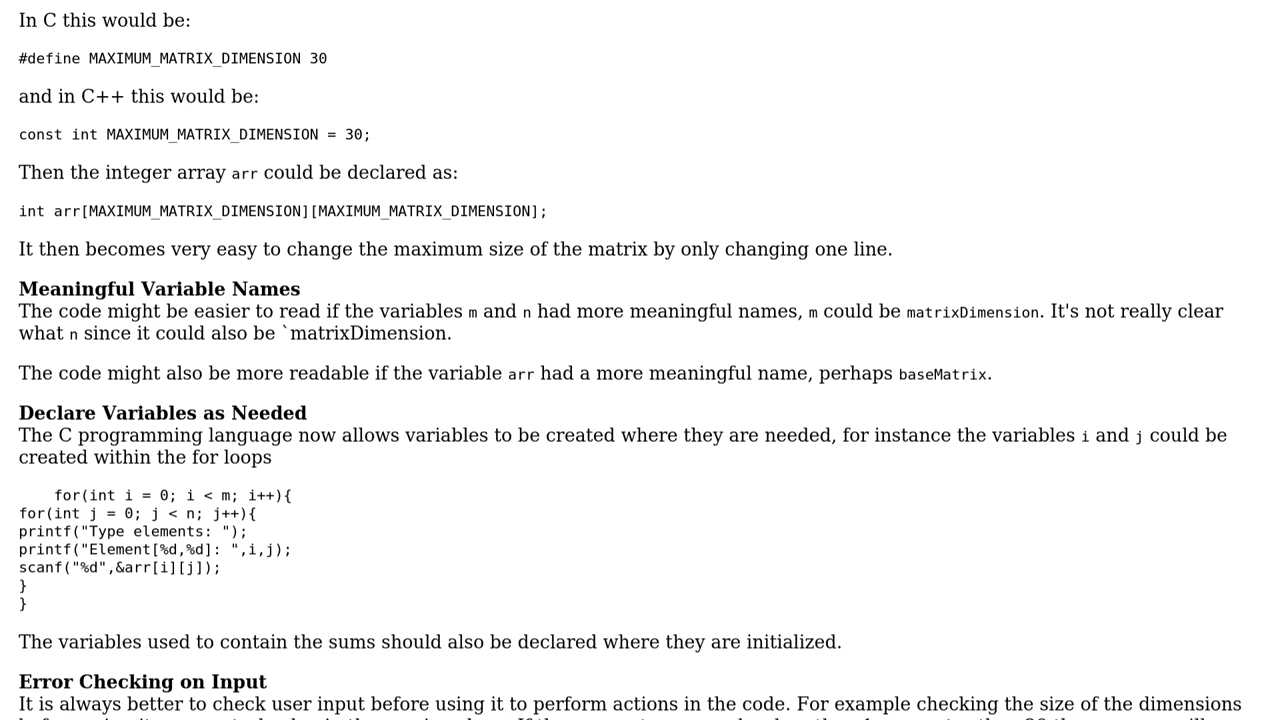 In C this would be:
#define MAXIMUM_MATRIX_DIMENSION 30
and in C++ this would be:
const int MAXIMUM_MATRIX_DIMENSION = 30;
Then the integer array arr could be declared as:
int arr[MAXIMUM_MATRIX_DIMENSION][MAXIMUM_MATRIX_DIMENSION];
It then becomes very easy to change the maximum size of the matrix by only changing one line.
Meaningful Variable Names
The code might be easier to read if the variables m and n had more meaningful names, m could be matrixDimension. It's not really clear
what n since it could also be `matrixDimension.
The code might also be more readable if the variable arr had a more meaningful name, perhaps baseMatrix.
Declare Variables as Needed
The C programming language now allows variables to be created where they are needed, for instance the variables i and j could be
created within the for loops
for(int i = 0; i < m; i++){
for(int j = 0; j < n; j++){
printf("Type elements: ");
printf("Element[%d,%d]: ",i,j);
scanf("%d",&arr[i][j]);
}
}
The variables used to contain the sums should also be declared where they are initialized.
Error Checking on Input
It is always better to check user input before using it to perform actions in the code. For example checking the size of the dimensions